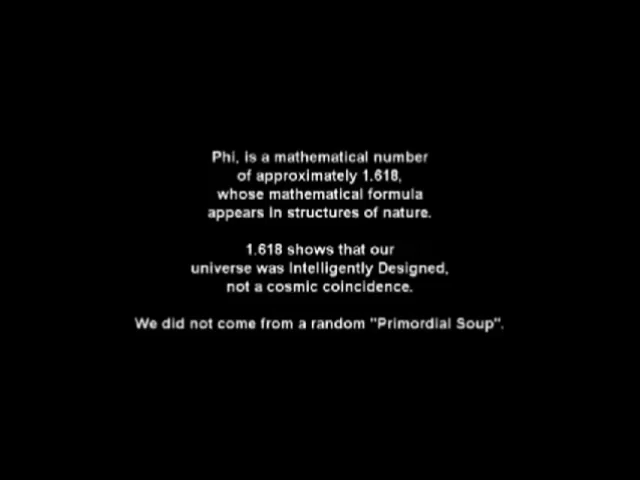 Phi, is a mathematical number
of approximately 1.618,
whose mathematical formula
appears in structures of nature.
1.618 shows that our
universe was Intelligently Designed,
not a cosmic coincidence.
We did not come from a random "Primordial Soup".